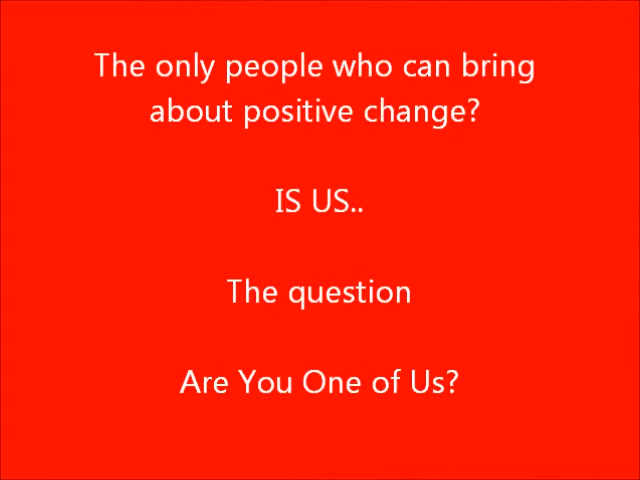 The only people who can bring
about positive change?
IS US..
The question
Are You One of Us?